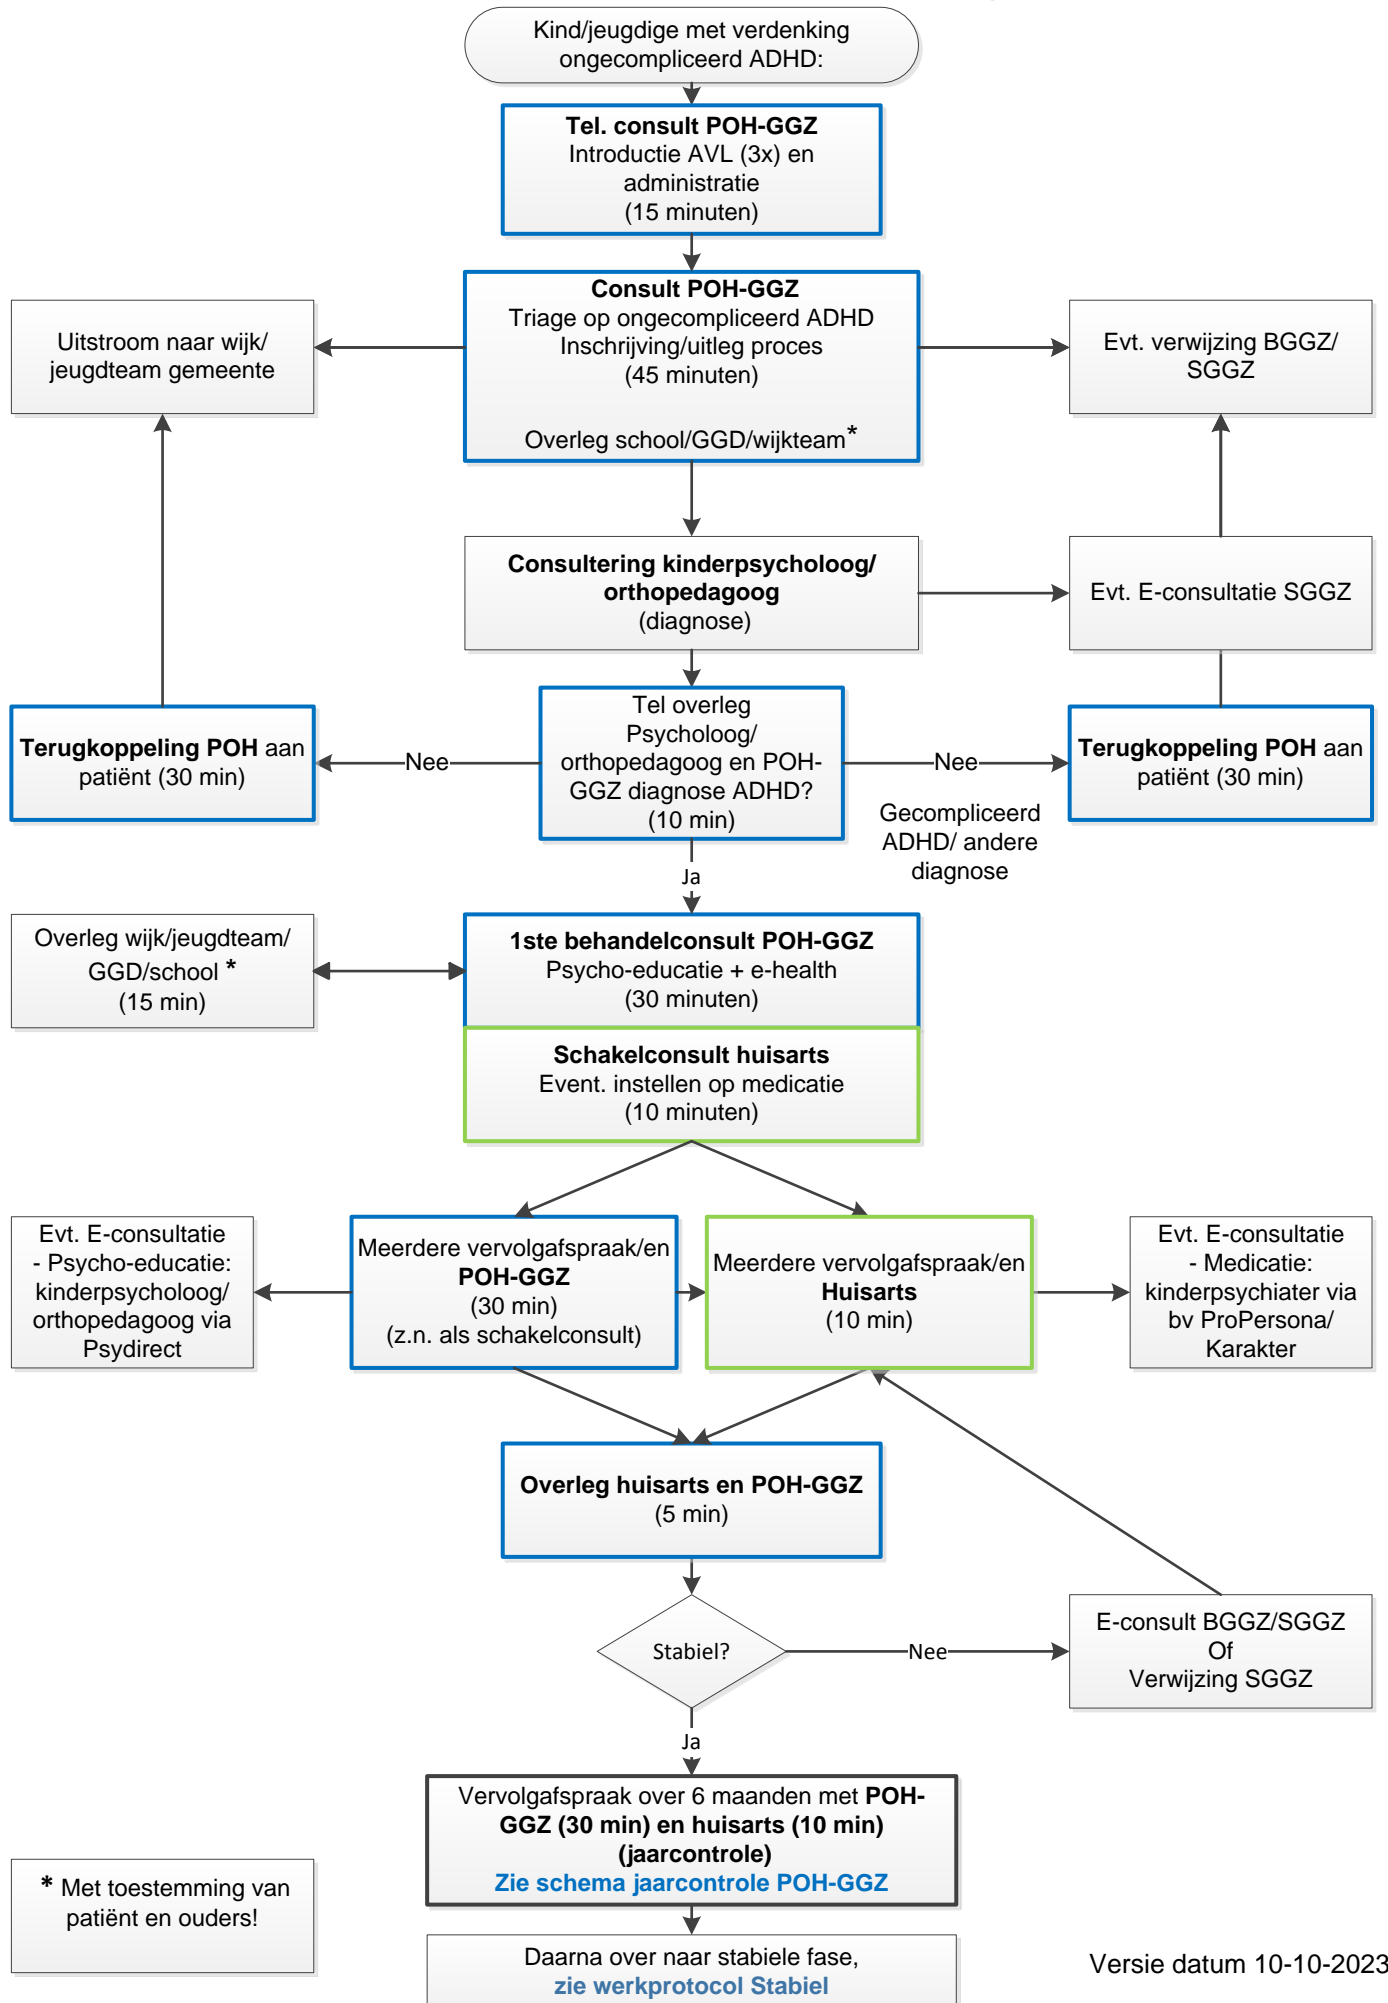 Kind/jeugdige met verdenking
ongecompliceerd ADHD:
Tel. consult POH-GGZ
Introductie AVL (3x) en
administratie
(15 minuten)
Consult POH-GGZ
Triage op ongecompliceerd ADHD
Inschrijving/uitleg proces
(45 minuten)
Overleg school/GGD/wijkteam*
Uitstroom naar wijk/
jeugdteam gemeente
Evt. verwijzing BGGZ/
SGGZ
Consultering kinderpsycholoog/
orthopedagoog
(diagnose)
Evt. E-consultatie SGGZ
Tel overleg
Psycholoog/
orthopedagoog en POH-
GGZ diagnose ADHD?
(10 min)
Nee
Terugkoppeling POH aan
patiënt (30 min)
Nee
Gecompliceerd
ADHD/ andere
diagnose
Terugkoppeling POH aan
patiënt (30 min)
Ja
Overleg wijk/jeugdteam/
GGD/school *
(15 min)
1ste behandelconsult POH-GGZ
Psycho-educatie + e-health
(30 minuten)
Schakelconsult huisarts
Event. instellen op medicatie
(10 minuten)
Evt. E-consultatie
- Psycho-educatie:
kinderpsycholoog/
orthopedagoog via
Psydirect
Meerdere vervolgafspraak/en
POH-GGZ
(30 min)
(z.n. als schakelconsult)
Meerdere vervolgafspraak/en
Huisarts
(10 min)
Evt. E-consultatie
- Medicatie:
kinderpsychiater via
bv ProPersona/
Karakter
Overleg huisarts en POH-GGZ
(5 min)
Stabiel?
Nee
E-consult BGGZ/SGGZ
Of
Verwijzing SGGZ
Ja
Vervolgafspraak over 6 maanden met POH-
GGZ (30 min) en huisarts (10 min)
(jaarcontrole)
Zie schema jaarcontrole POH-GGZ
* Met toestemming van
patiënt en ouders!
Daarna over naar stabiele fase,
zie werkprotocol Stabiel
Versie datum 10-10-2023